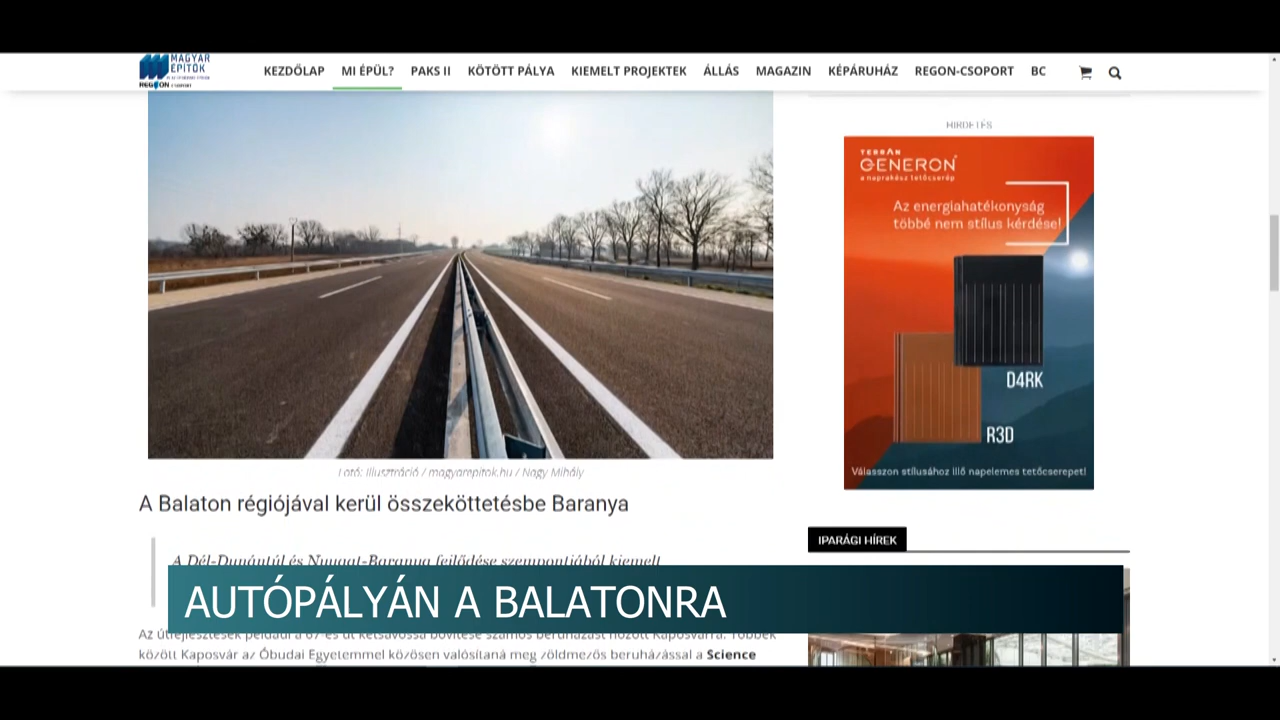 MAGYAR
ÉPÍTŐK
REGION CSOPORT
KEZDŐLAP MI ÉPÜL? PAKS II KÖTÖTT PÁLYA KIEMELT PROJEKTEK ÁLLÁS MAGAZIN KÉPÁRUHÁZ REGON-CSOPORT BC
HIRDETÉS
TERRÁN
GENERON
a naprakész tetőcserép
Az energiahatékonyság
többé nem stílus kérdése!
D4RK
R3D
Válasszon stílusához illő napelemes tetőcserepet!
Fotó: Illusztráció / magyarepitok.hu / Nagy Mihály
A Balaton régiójával kerül összeköttetésbe Baranya
IPARÁGI HÍREK
A Dél-Dunántúl és Nyugat-Baranya fejlődése szempontjából kiemelt
AUTÓPÁLYÁN A BALATONRA
Az útfejlesztések például a 67-es út kétsávossá bővítése számos beruházást hozott Kaposvárra. Többek
között Kaposvár az Óbudai Egyetemmel közösen valósítaná meg zöldmezős beruházással a Science